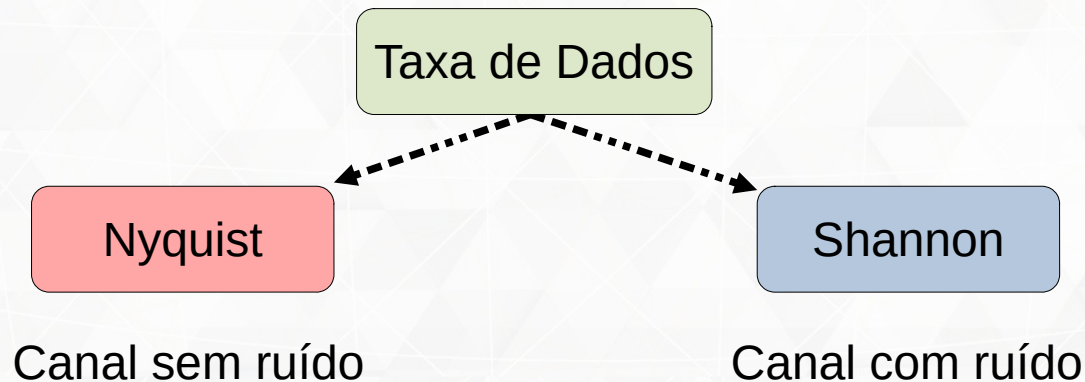 Taxa de Dados
Nyquist
Shannon
Canal sem ruído
Canal com ruído